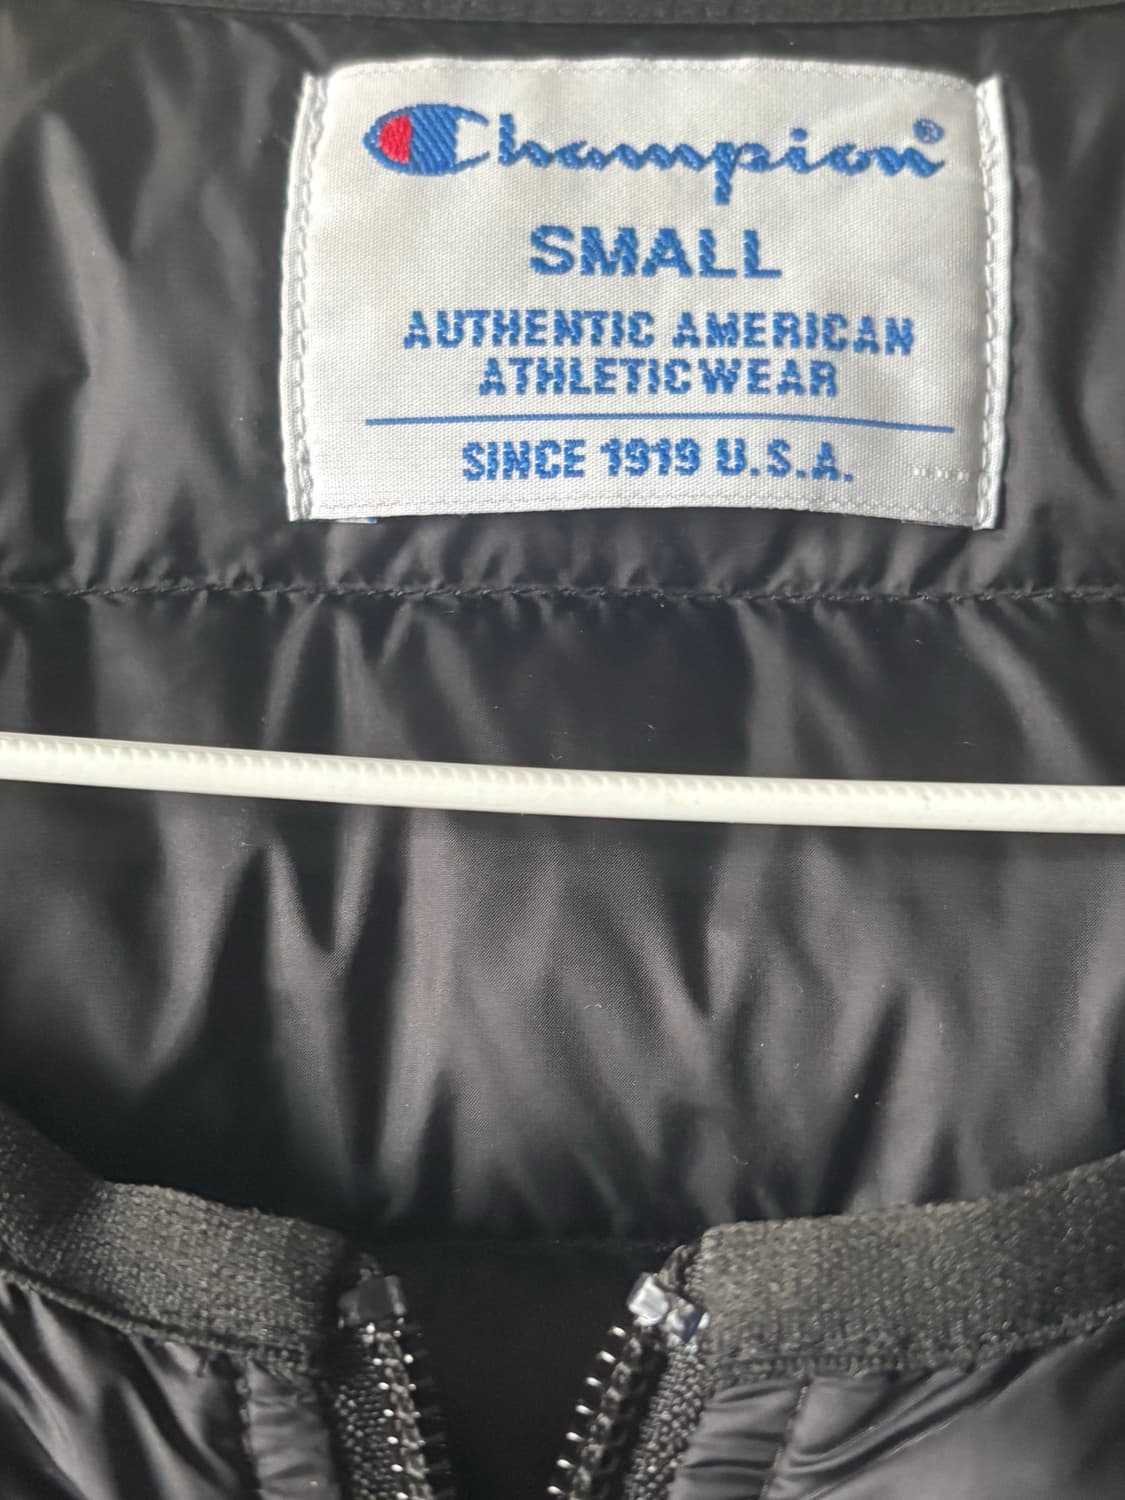 Champion®
SMALL
AUTHENTIC AMERICAN
ATHLETICWEAR
SINCE 1919 U.S.A.